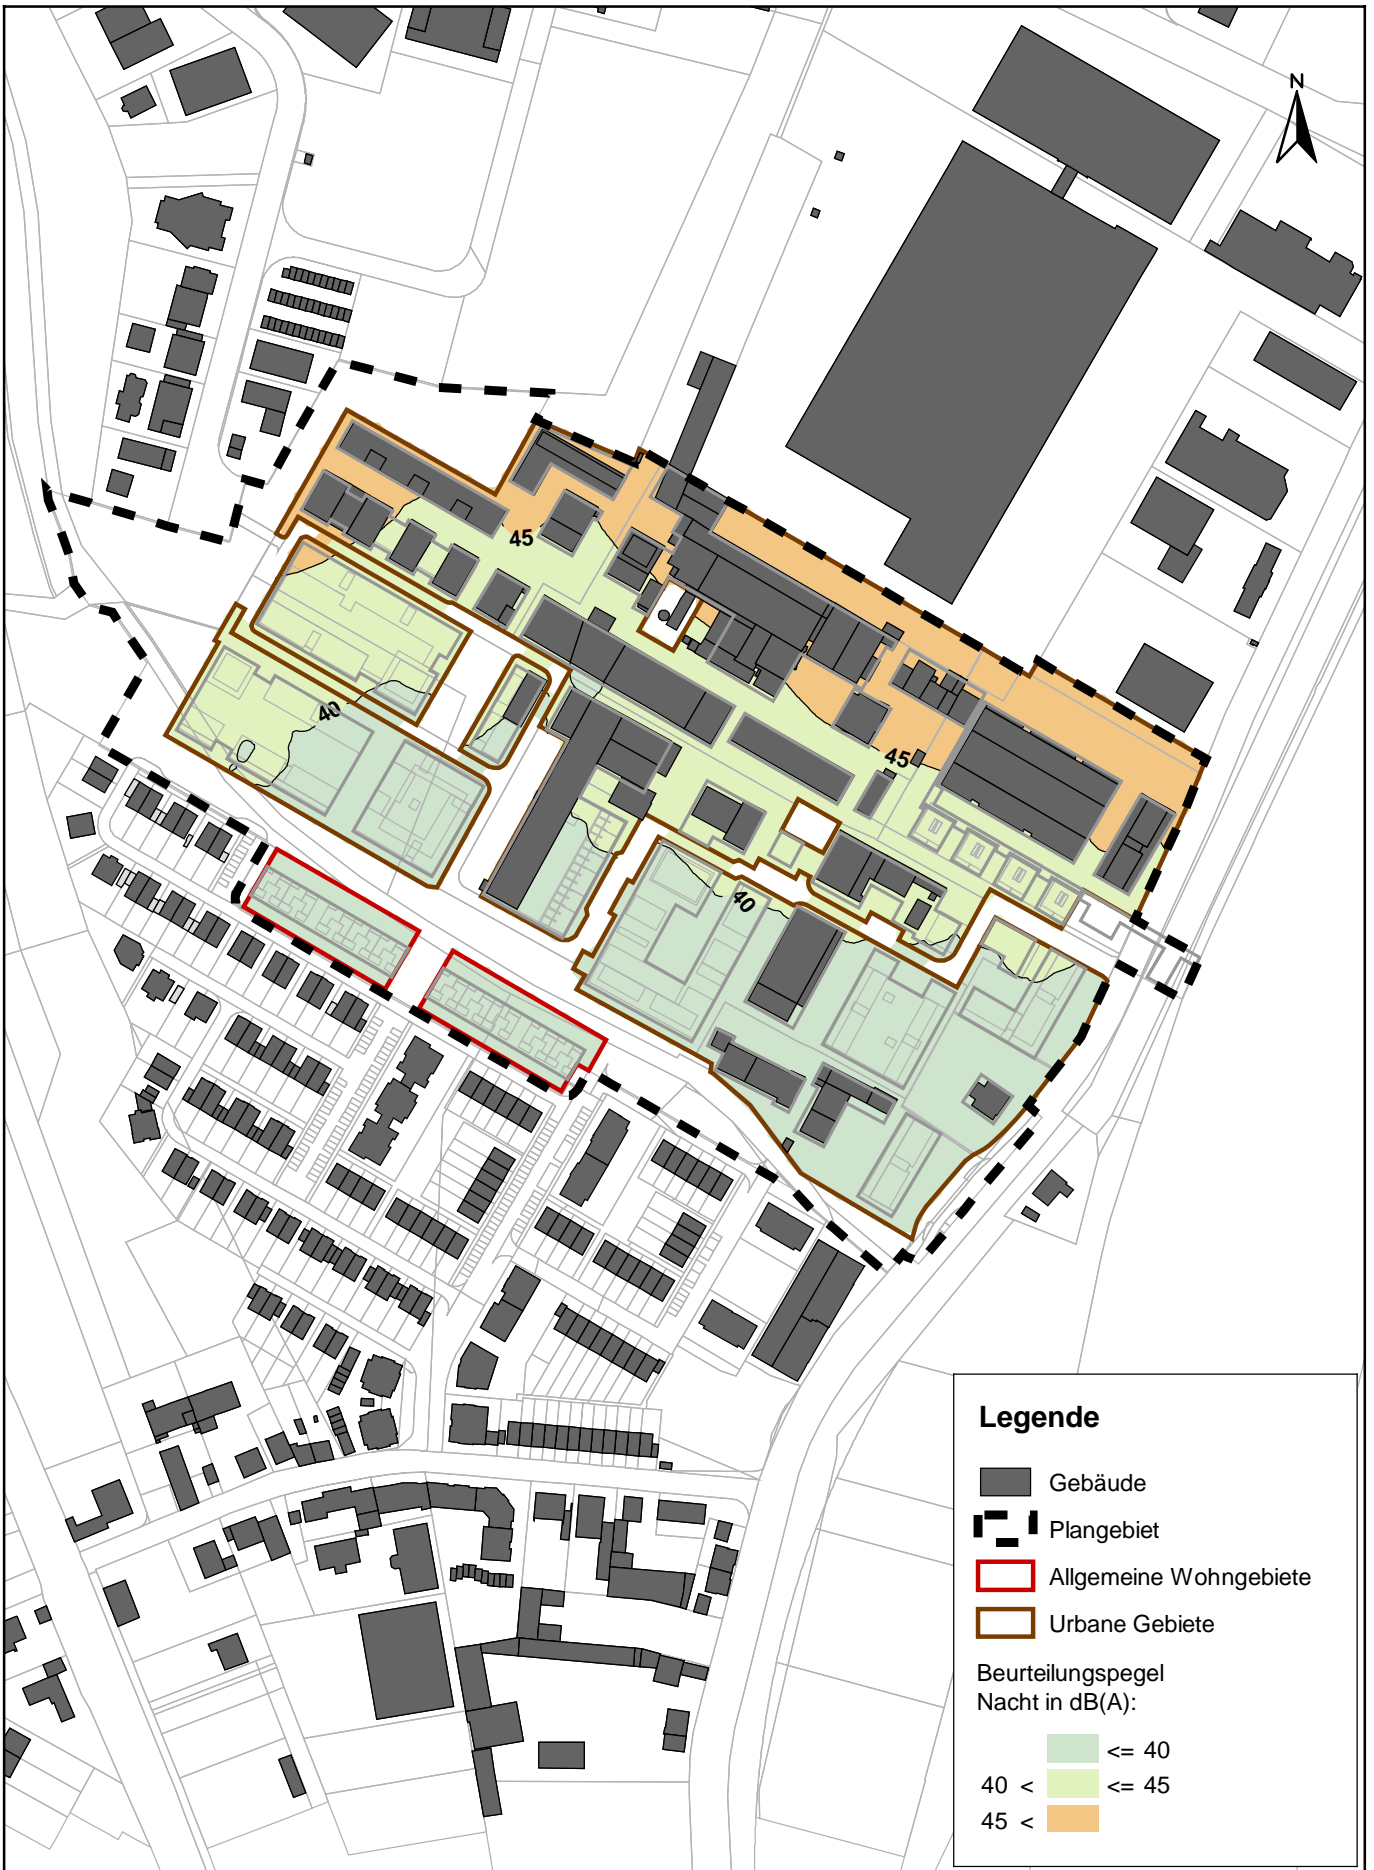 N
45
40
45
40
Legende
Gebäude
Plangebiet
Allgemeine Wohngebiete
Urbane Gebiete
Beurteilungspegel
Nacht in dB(A):
<= 40
40 < <= 45
45 <